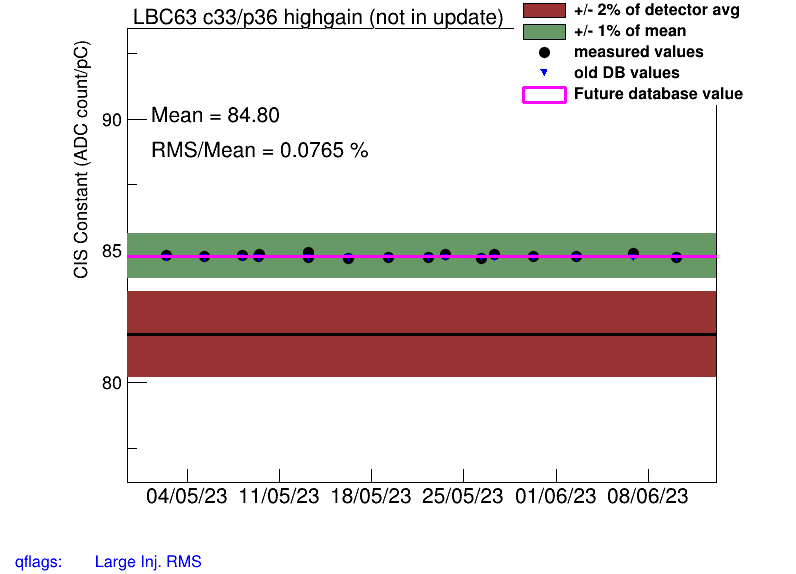 LBC63 c33/p36 highgain (not in update)
+/- 2% of detector avg
+/- 1% of mean
measured values
old DB values
Future database value
CIS Constant (ADC count/pC)
Mean = 84.80
RMS/Mean = 0.0765 %
90
85
80
04/05/23 11/05/23 18/05/23 25/05/23 01/06/23 08/06/23
qflags: Large Inj. RMS